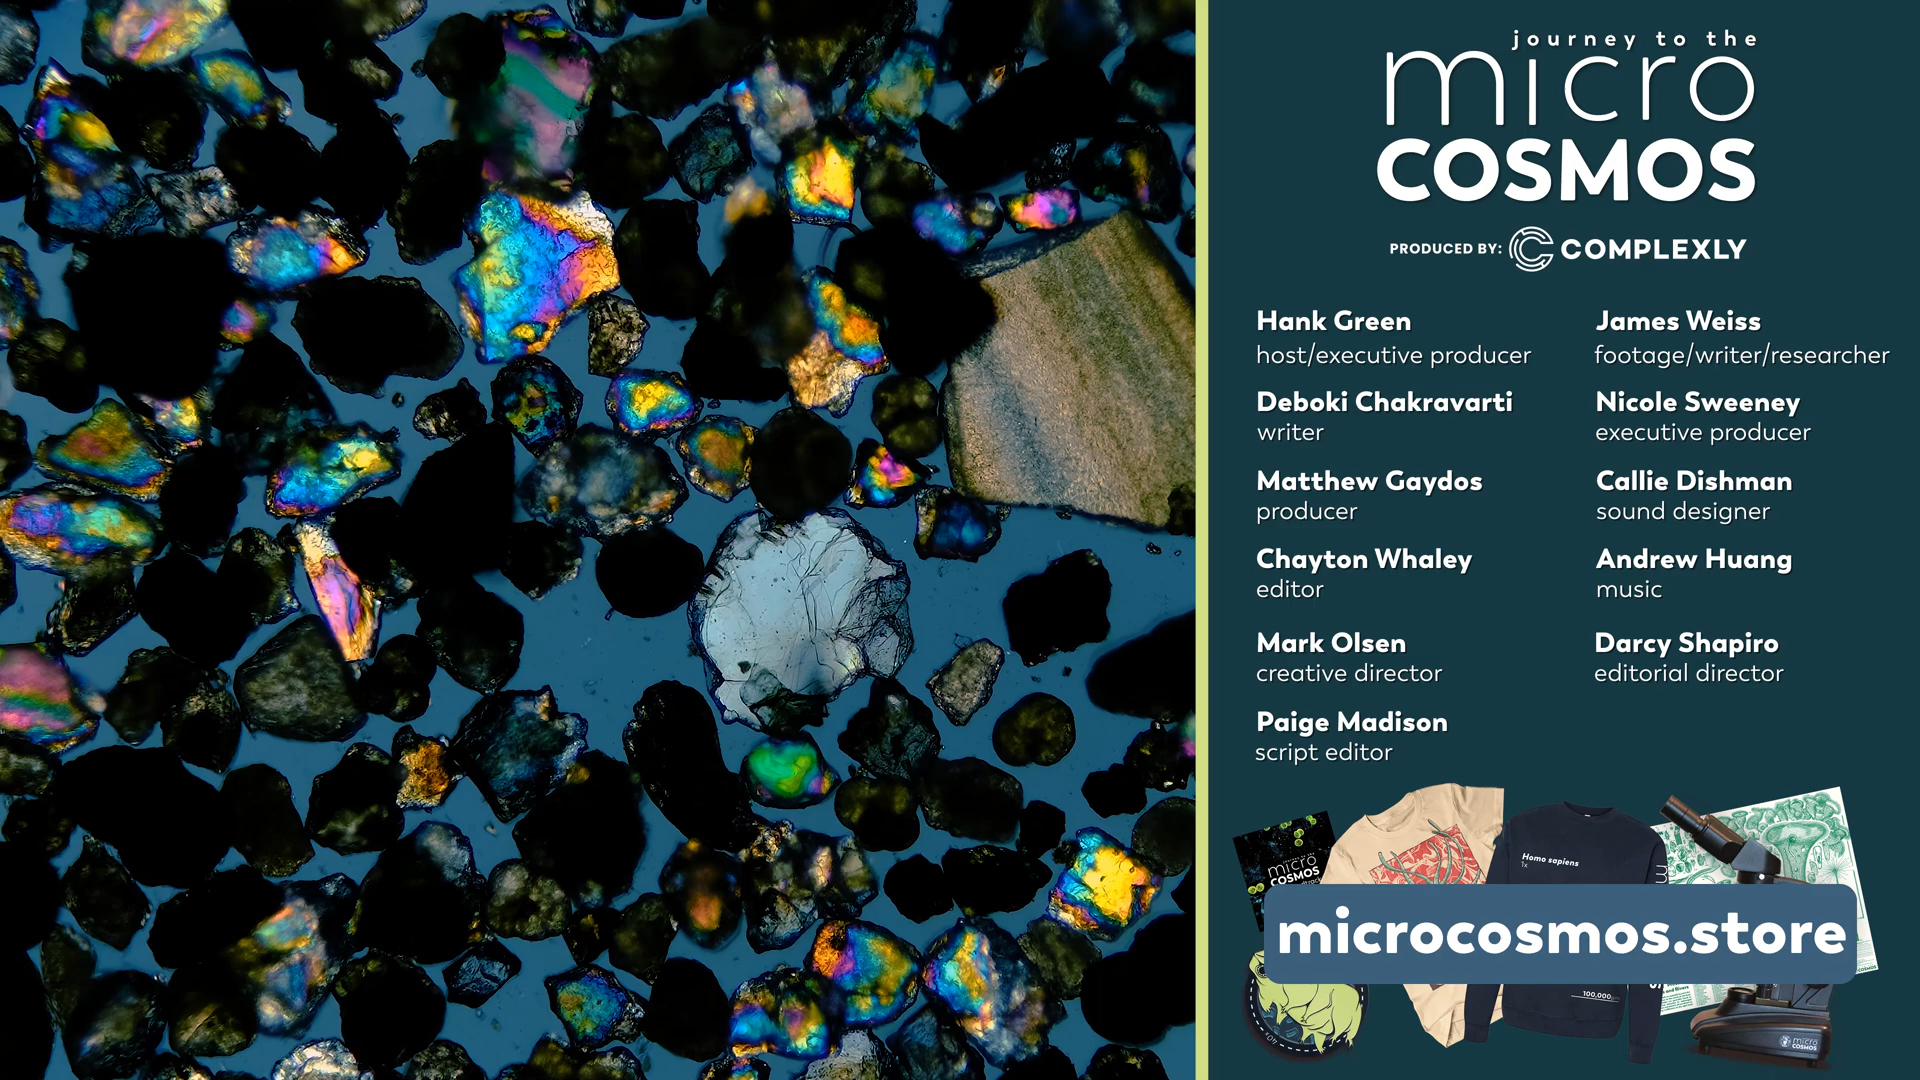 journey to the
micro
COSMOS
PRODUCED BY: COMPLEXLY
Hank Green
host/executive producer
James Weiss
footage/writer/researcher
Deboki Chakravarti
writer
Nicole Sweeney
executive producer
Matthew Gaydos
producer
Callie Dishman
sound designer
Chayton Whaley
editor
Andrew Huang
music
Mark Olsen
creative director
Darcy Shapiro
editorial director
Paige Madison
script editor
micro
COSMOS
Homo sapiens
1x
microcosmos.store
100,000
micro
COSMOS